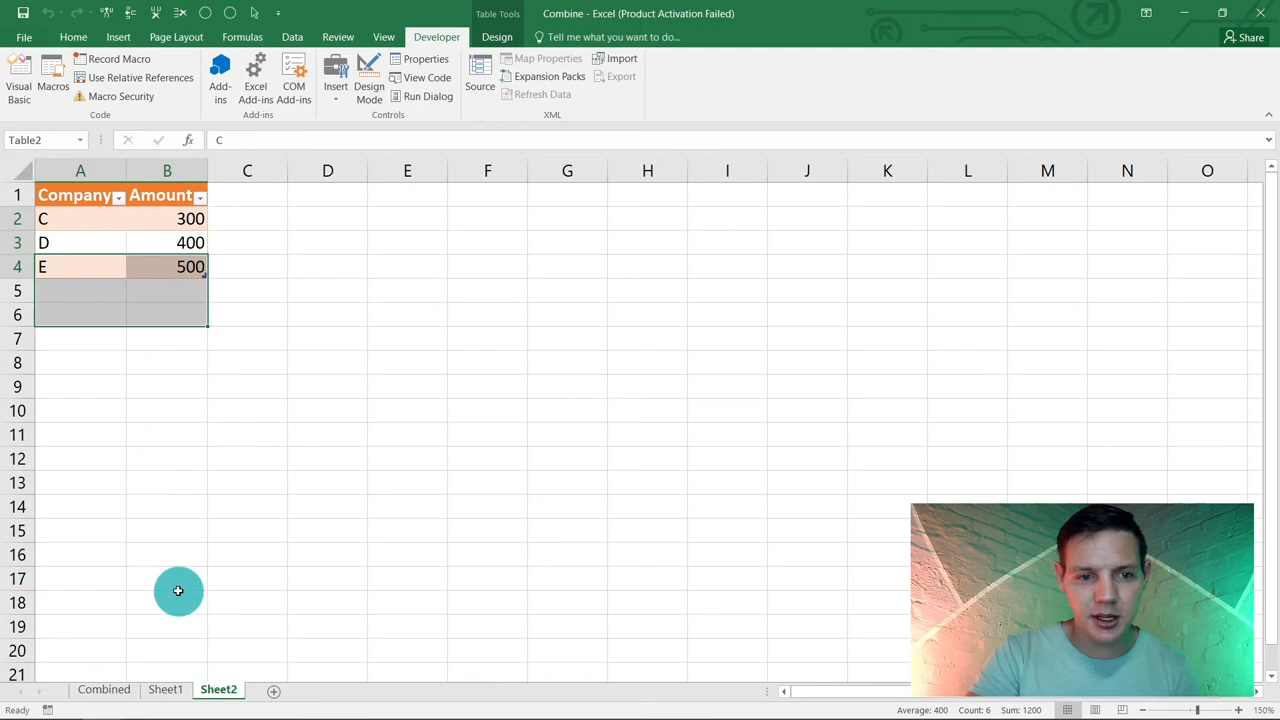 Table Tools
Combine - Excel (Product Activation Failed)
File Home Insert Page Layout Formulas Data Review View Developer Design Tell me what you want to do... Share
Visual Basic
Macros
Record Macro
Use Relative References
Macro Security
Code
Add-ins
Excel Add-ins
COM Add-ins
Add-ins
Insert
Design Mode
Properties
View Code
Run Dialog
Controls
Source
Map Properties
Expansion Packs
Refresh Data
Import
Export
XML
Table2 fx C
A B C D E F G H I J K L M N O
1 Company Amount
2 C 300
3 D 400
4 E 500
5
6
7
8
9
10
11
12
13
14
15
16
17
18
19
20
21
Combined Sheet1 Sheet2
Ready Average: 400 Count: 6 Sum: 1200 150%